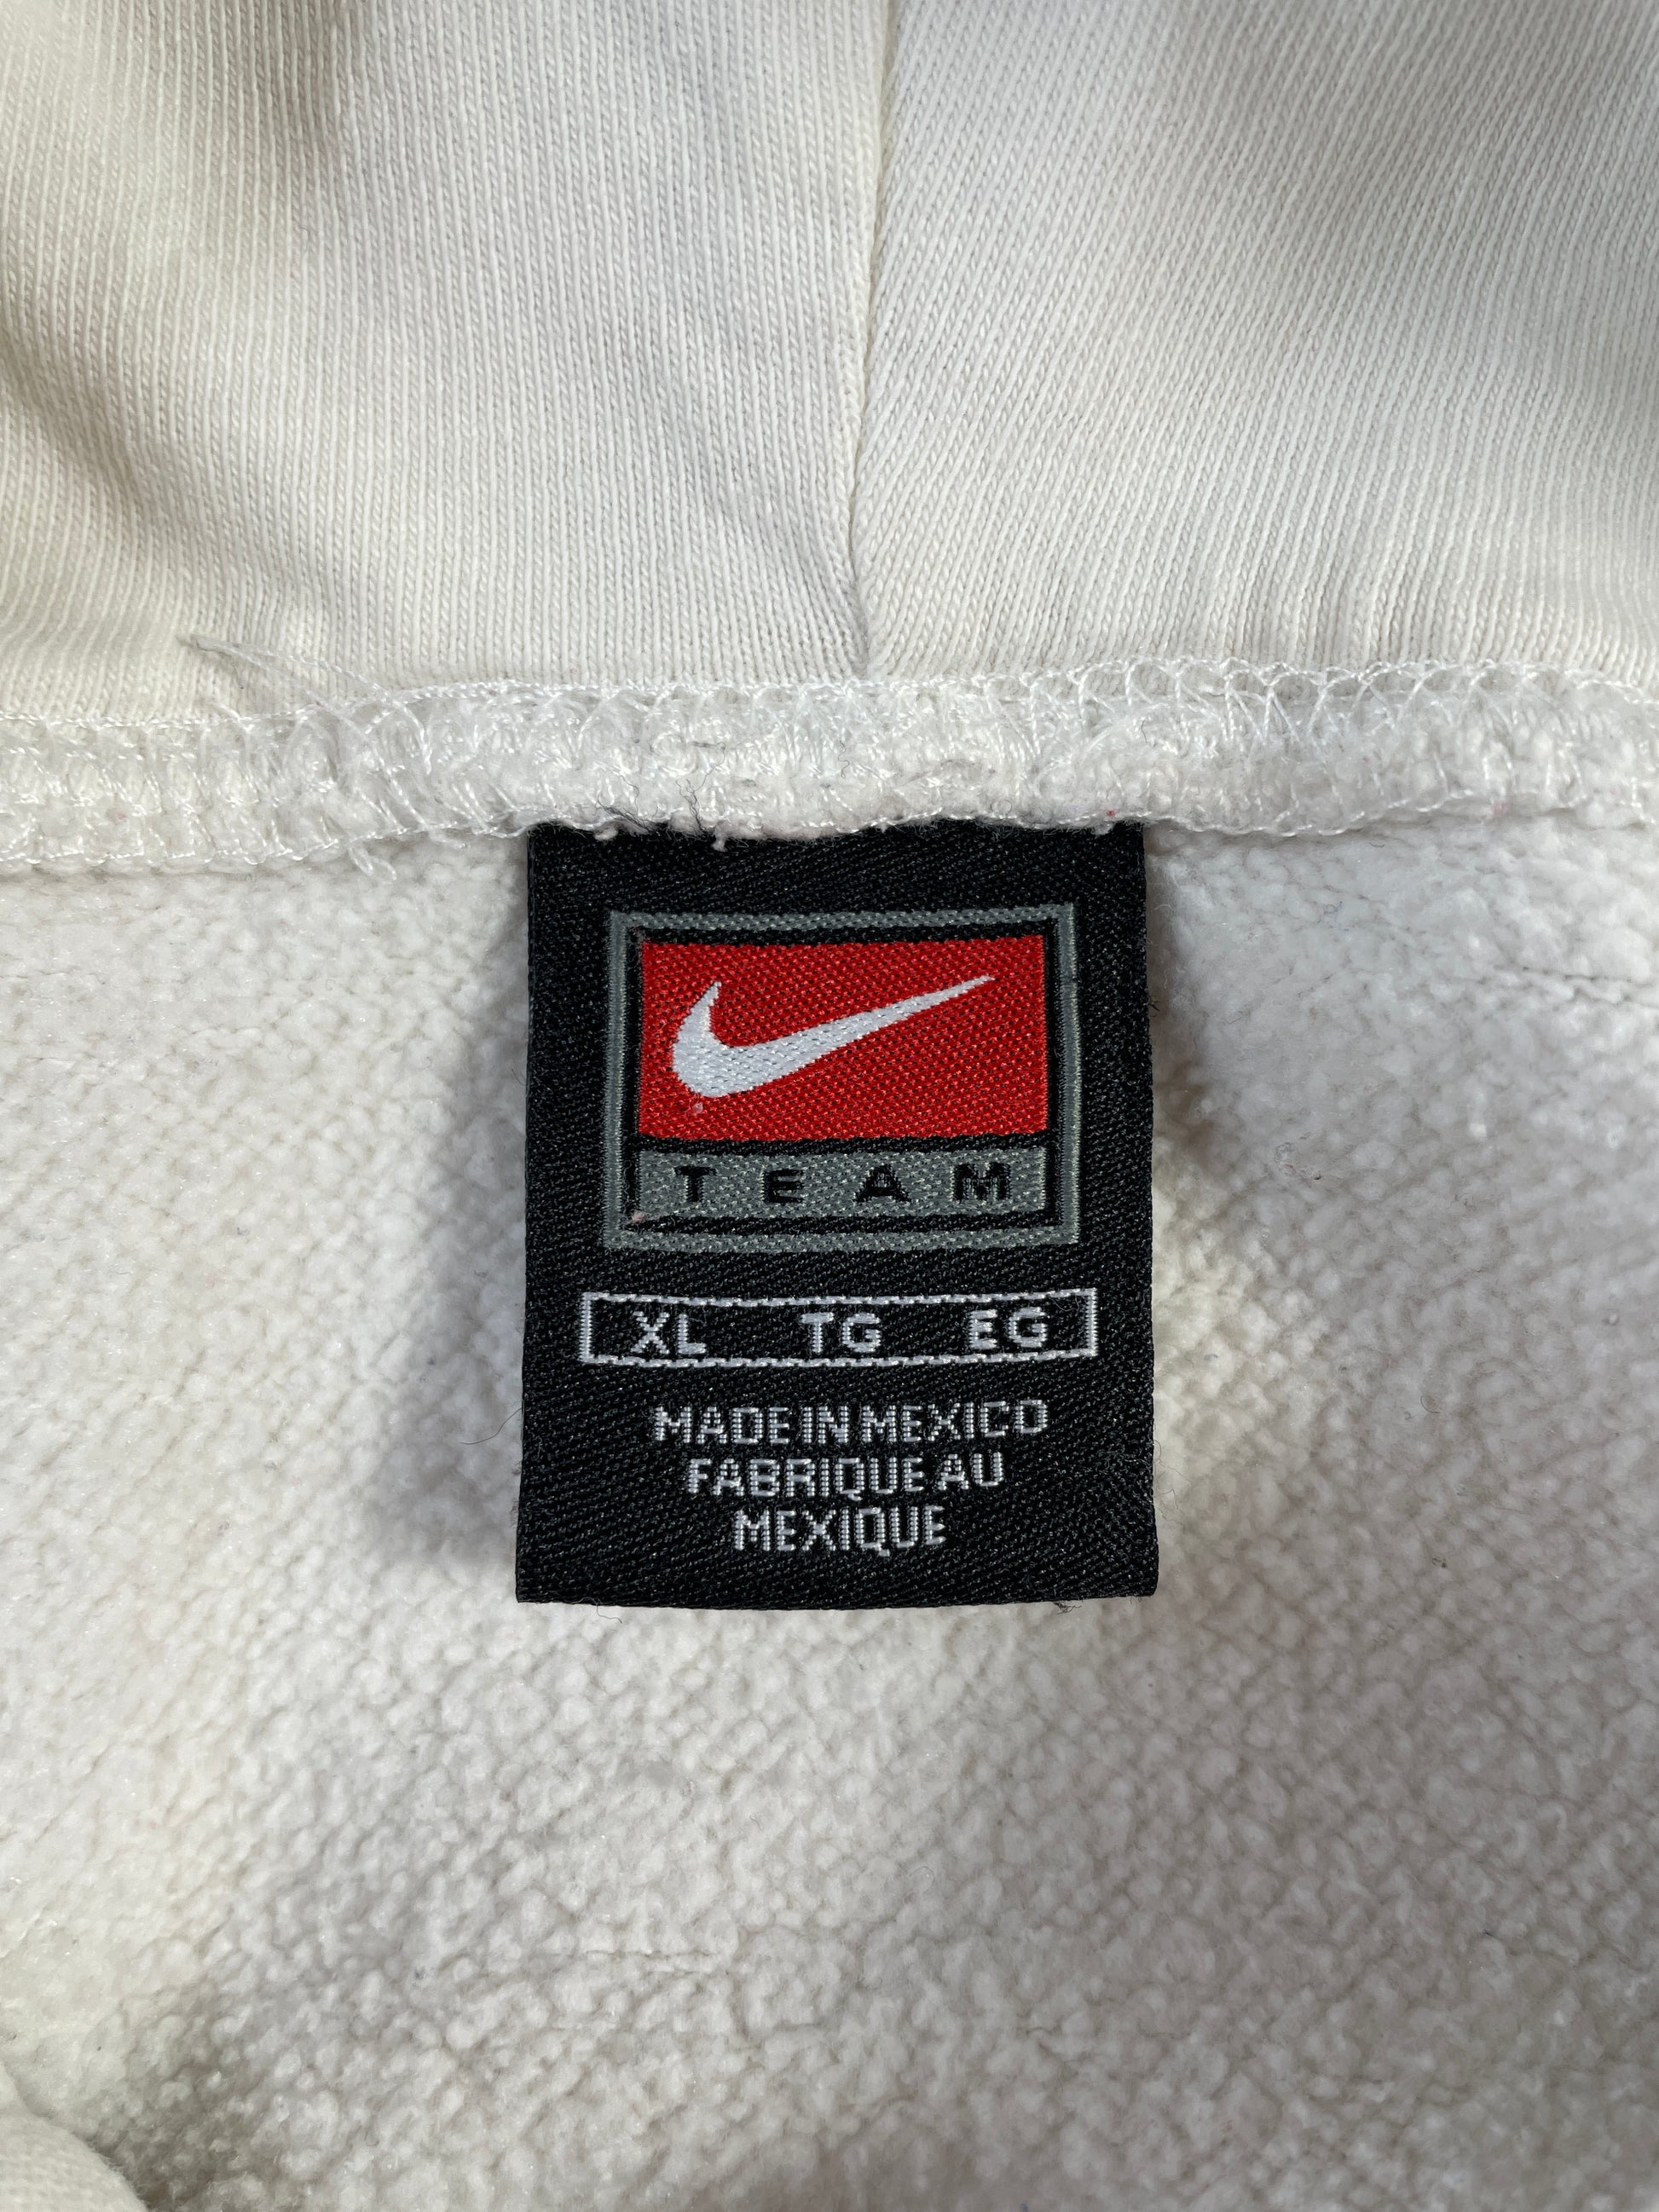 TEAM
XL TG EG
MADE IN MEXICO
FABRIQUE AU
MEXIQUE